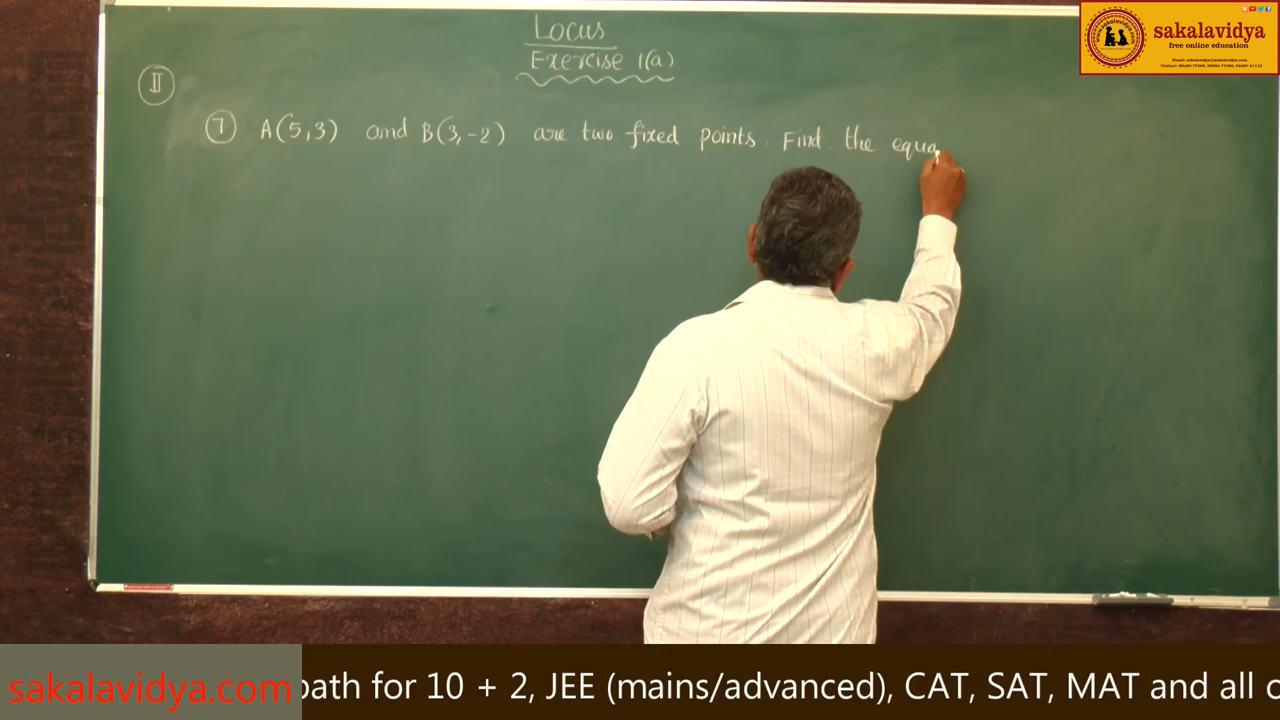 Locus
Exercise 1(a)
II
7 A(5,3) and B(3,-2) are two fixed points. Find the equa
sakalavidya
free online education
sakalavidya.com
path for 10 + 2, JEE (mains/advanced), CAT, SAT, MAT and all c